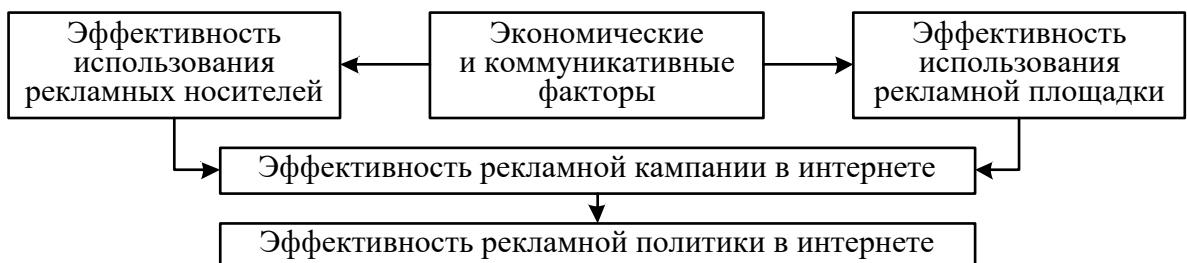 Эффективность
использования
рекламных носителей
Экономические
и коммуникативные
факторы
Эффективность
использования
рекламной площадки
Эффективность рекламной кампании в интернете
Эффективность рекламной политики в интернете